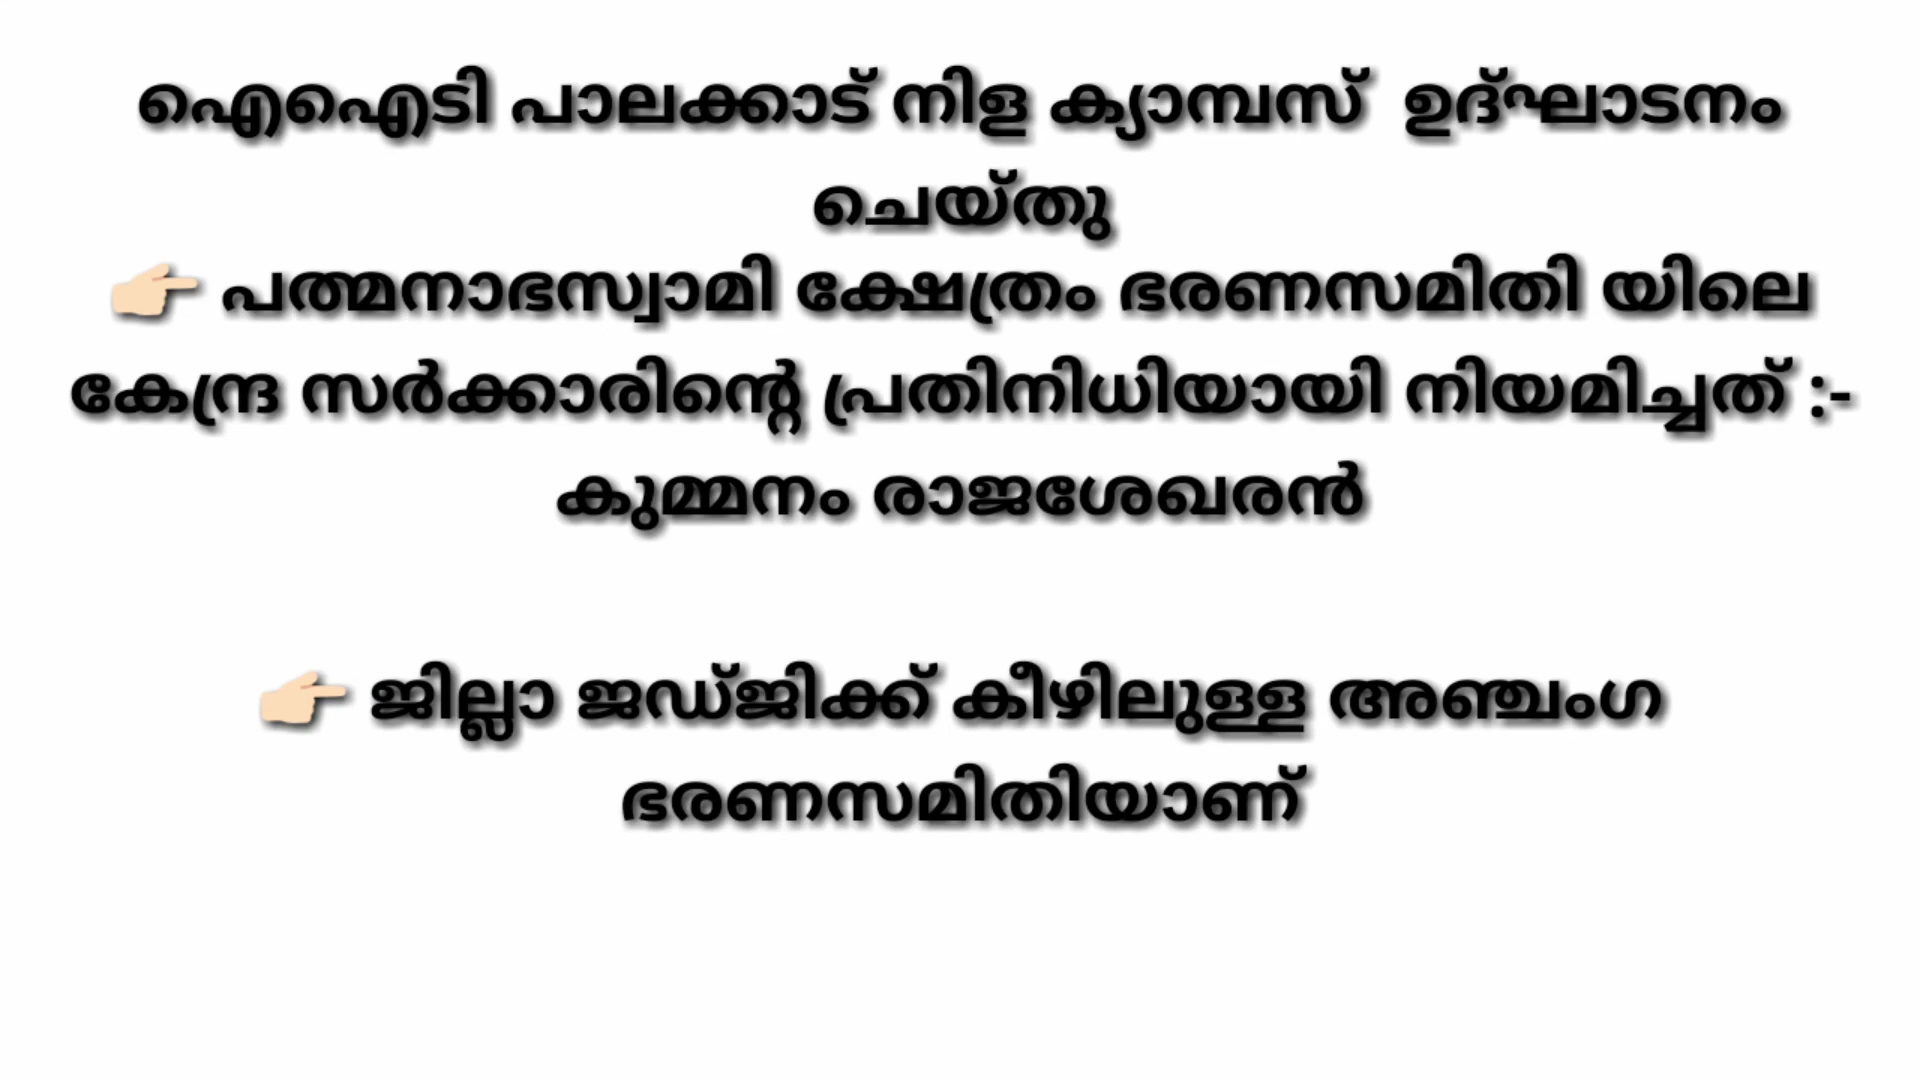 ഐഐടി പാലക്കാട് നിള ക്യാമ്പസ്  ഉദ്ഘാടനം
ചെയ്തു
👉🏻 പത്മനാഭസ്വാമി ക്ഷേത്രം ഭരണസമിതി യിലെ
കേന്ദ്ര സർക്കാരിന്റെ പ്രതിനിധിയായി നിയമിച്ചത് :-
കുമ്മനം രാജശേഖരൻ
👉🏻 ജില്ലാ ജഡ്ജിക്ക് കീഴിലുള്ള അഞ്ചംഗ
ഭരണസമിതിയാണ്